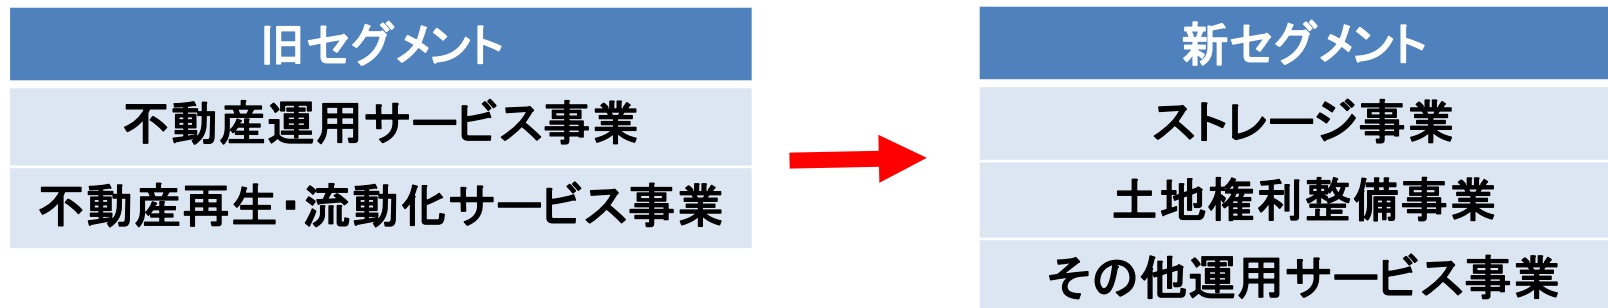 旧セグメント
不動産運用サービス事業
不動産再生・流動化サービス事業
新セグメント
ストレージ事業
土地権利整備事業
その他運用サービス事業